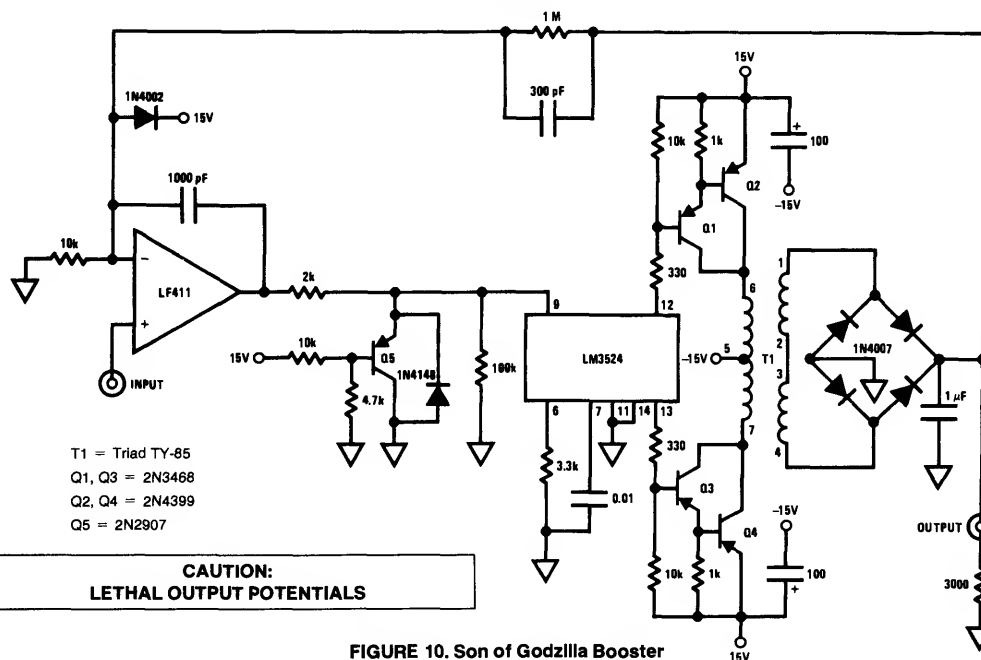 1 M
300 pF
1N4002
15V
1000 pF
10k
−
LF411
+
INPUT
2k
15V
10k
Q5
1N4148
4.7k
100k
9
LM3524
12
6
7
11
14
13
3.3k
0.01
15V
10k
1k
Q2
Q1
330
+
100
−15V
6
5
−15V
T1
7
1
2
3
4
1N4007
1 µF
330
Q3
Q4
10k
1k
−15V
100
+
15V
OUTPUT
3000
T1 = Triad TY-85
Q1, Q3 = 2N3468
Q2, Q4 = 2N4399
Q5 = 2N2907
CAUTION:
LETHAL OUTPUT POTENTIALS
FIGURE 10. Son of Godzilla Booster